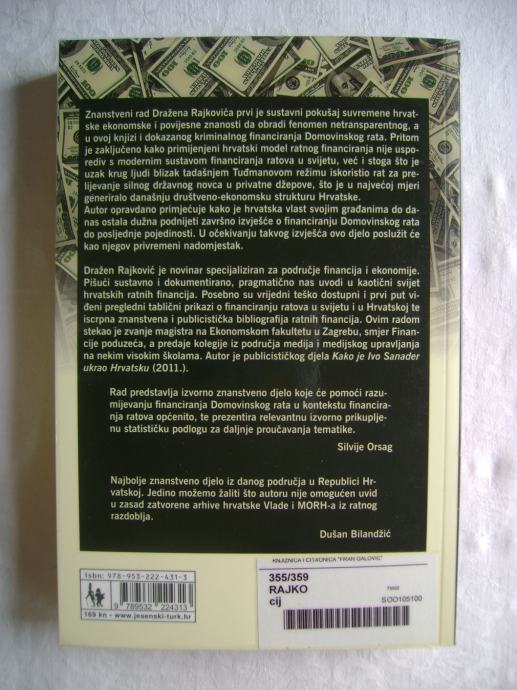 Znanstveni rad Dražena Rajkovića prvi je sustavni pokušaj suvremene hrvat-
ske ekonomske i povijesne znanosti da obradi fenomen netransparentnog, a
u ovoj knjizi i dokazanog kriminalnog financiranja Domovinskog rata. Pritom
je zaključeno kako primijenjeni hrvatski model ratnog financiranja nije uspo-
rediv s modernim sustavom financiranja ratova u svijetu, već i stoga što je
uzak krug ljudi blizak tadašnjem Tuđmanovom režimu iskoristio rat za pre-
lijevanje silnog državnog novca u privatne džepove, što je u najvećoj mjeri
generiralo današnju društveno-ekonomsku strukturu Hrvatske.
Autor opravdano primjećuje kako je hrvatska vlast svojim građanima do da-
nas ostala dužna podnijeti završno izvješće o financiranju Domovinskog rata
do posljednje pojedinosti. U očekivanju takvog izvješća ovo djelo poslužit će
kao njegov privremeni nadomjestak.
Dražen Rajković je novinar specijaliziran za područje financija i ekonomije.
Pišući sustavno i dokumentirano, pragmatično nas uvodi u kaotični svijet
hrvatskih ratnih financija. Posebno su vrijedni teško dostupni i prvi put vi-
đeni pregledni tablični prikazi o financiranju ratova u svijetu i u Hrvatskoj te
iscrpna znanstvena i publicistička bibliografija ratnih financija. Ovim radom
stekao je zvanje magistra na Ekonomskom fakultetu u Zagrebu, smjer Finan-
cije poduzeća, a predaje kolegije iz područja medija i medijskog upravljanja
na nekim visokim školama. Autor je publicističkog djela Kako je Ivo Sanader
ukrao Hrvatsku (2011.).
Rad predstavlja izvorno znanstveno djelo koje će pomoći razu-
mijevanju financiranja Domovinskog rata u kontekstu financira-
nja ratova općenito, te prezentira relevantnu izvorno prikuplje-
nu statističku podlogu za daljnje proučavanja tematike.
Silvije Orsag
Najbolje znanstveno djelo iz danog područja u Republici Hr-
vatskoj. Jedino možemo žaliti što autoru nije omogućen uvid
u zasad zatvorene arhive hrvatske Vlade i MORH-a iz ratnog
razdoblja.
Dušan Bilandžić
isbn: 978-953-222-431-3
9 789532 224313
169 kn - www.jesenski-turk.hr
KNJIŽNICA I ČITAONICA "FRAN GALOVIĆ"
355/359
RAJKO
cij
SOO105100